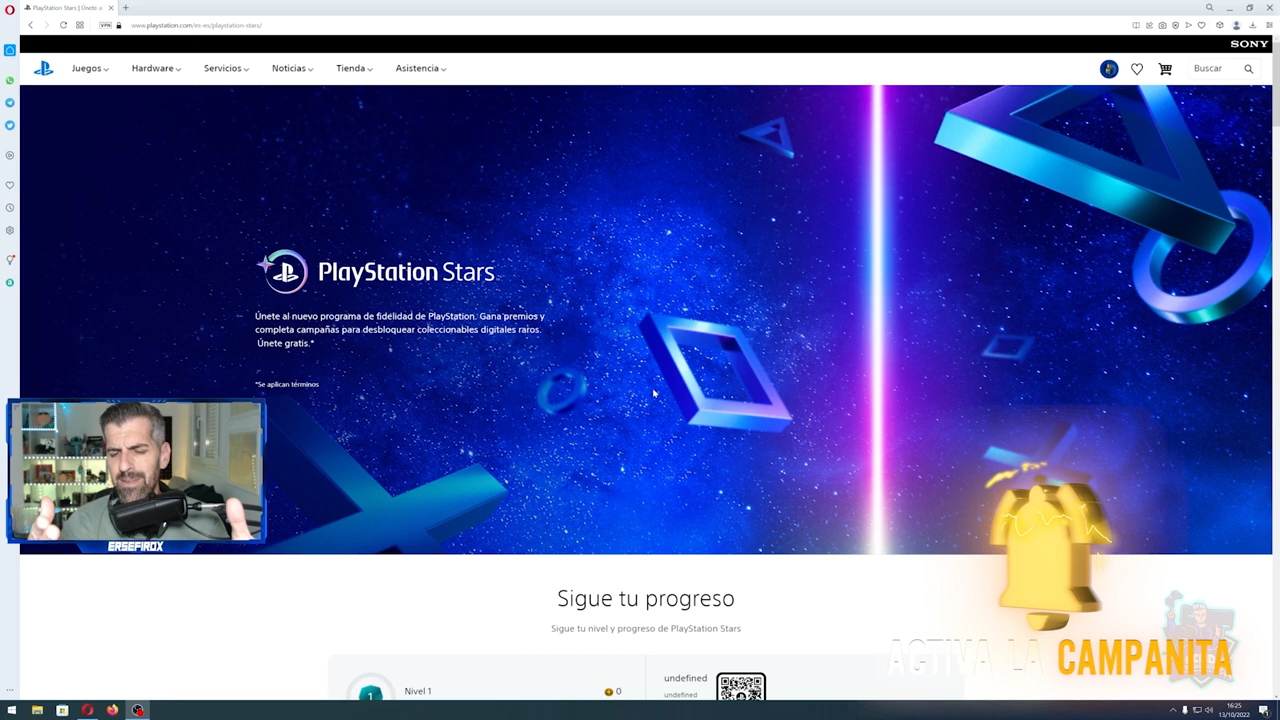 PlayStation Stars | Únete a
www.playstation.com/es-es/playstation-stars/
VPN
SONY
Juegos
Hardware
Servicios
Noticias
Tienda
Asistencia
Buscar
PlayStation Stars
Únete al nuevo programa de fidelidad de PlayStation. Gana premios y
completa campañas para desbloquear coleccionables digitales raros.
Únete gratis.*
*Se aplican términos
ERSEFIROX
Sigue tu progreso
Sigue tu nivel y progreso de PlayStation Stars
ACTIVA LA CAMPANITA
1
Nivel 1
0
undefined
undefined
16:25
13/10/2022